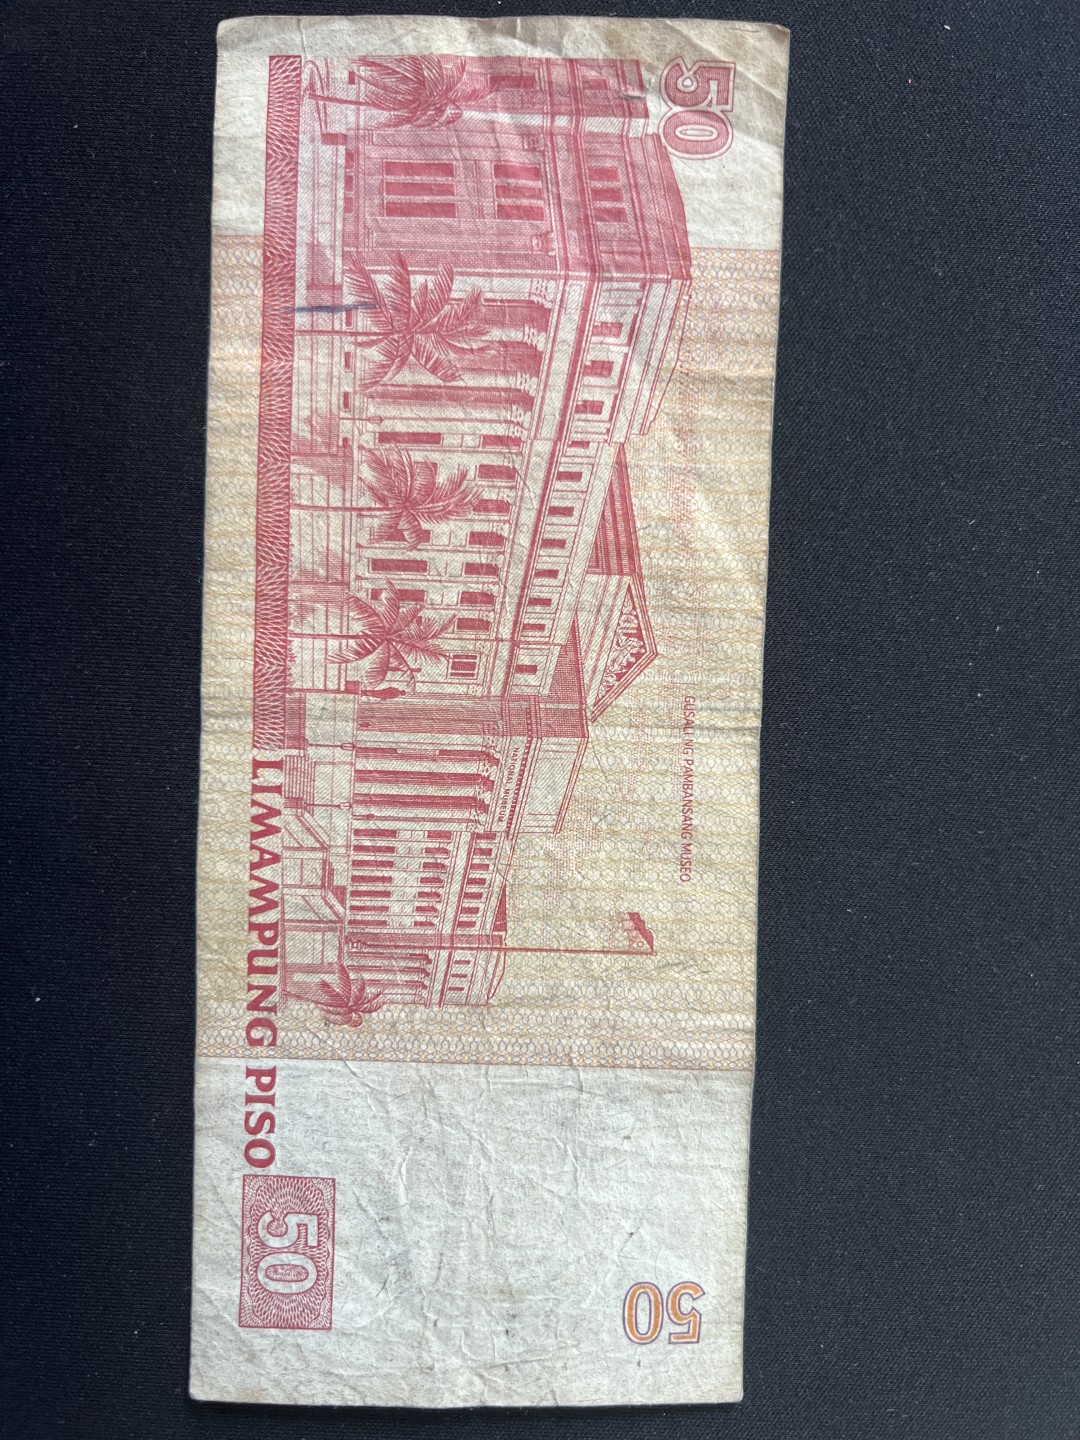 50
GUSALI NG PAMBANSANG MUSEO
NATIONAL MUSEUM
LIMAMPUNG PISO
50
50